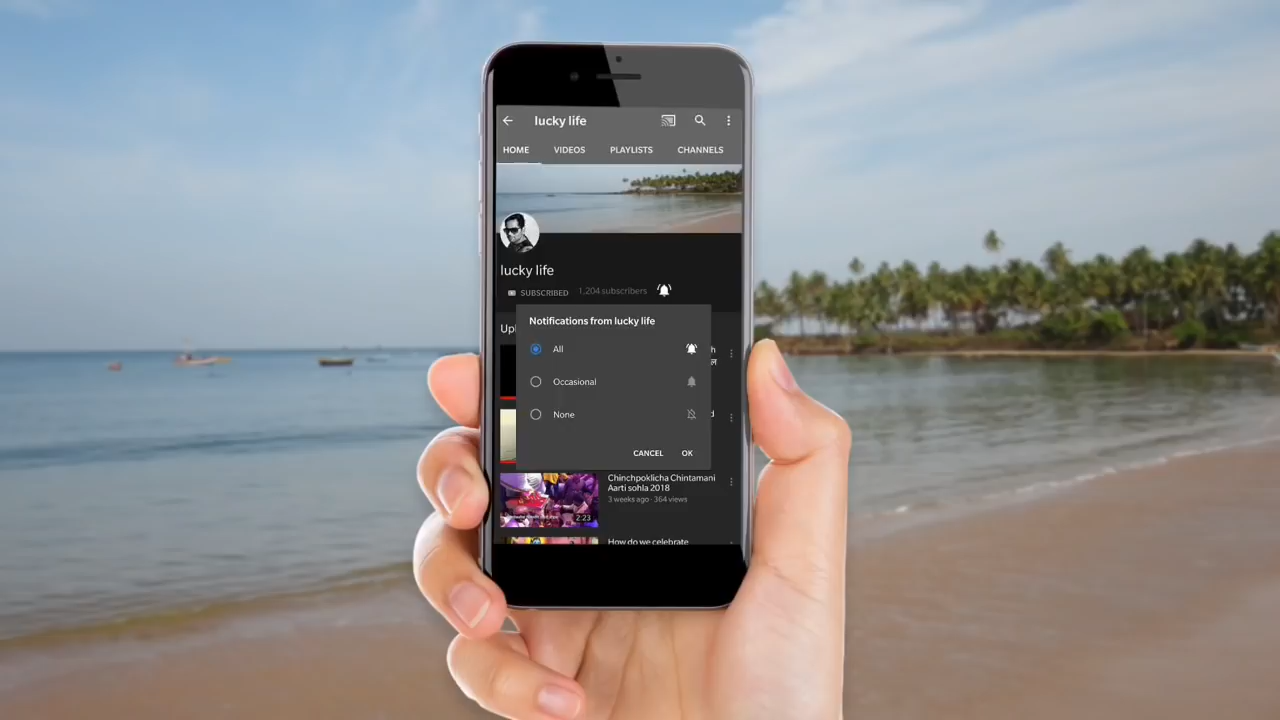 lucky life
HOME VIDEOS PLAYLISTS CHANNELS
lucky life
SUBSCRIBED 1,204 subscribers
Upl
Notifications from lucky life
All
h
ल
Occasional
None
d
CANCEL OK
Chinchpoklicha Chintamani
Aarti sohla 2018
3 weeks ago · 364 views
2:23
How do we celebrate